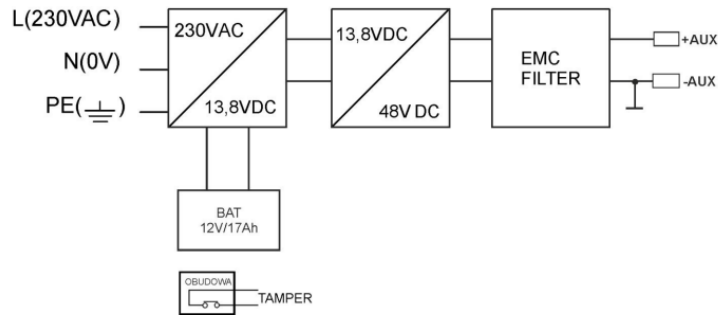 L(230VAC)
N(0V)
PE( )
230VAC
13,8VDC
13,8VDC
48V DC
EMC
FILTER
+AUX
-AUX
BAT
12V/17Ah
OBUDOWA
TAMPER